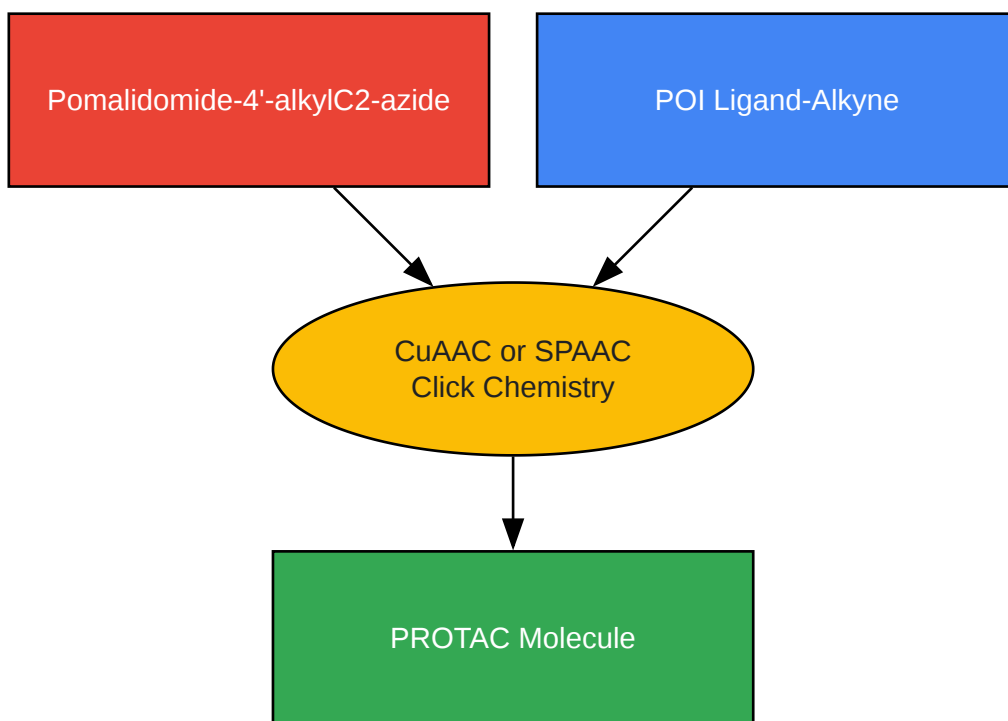 Pomalidomide-4'-alkylC2-azide
POI Ligand-Alkyne
CuAAC or SPAAC
Click Chemistry
PROTAC Molecule